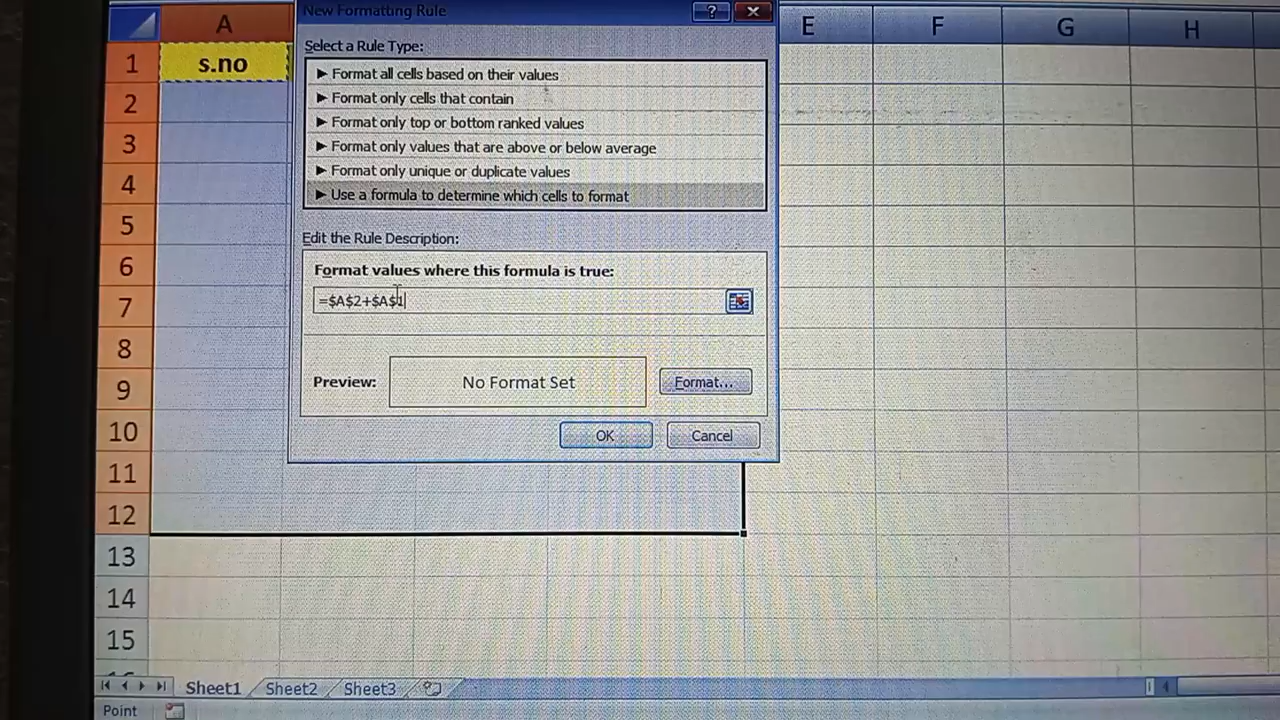 New Formatting Rule
?
A E F G H
Select a Rule Type:
1 s.no
► Format all cells based on their values
2
► Format only cells that contain
► Format only top or bottom ranked values
3
► Format only values that are above or below average
► Format only unique or duplicate values
4
► Use a formula to determine which cells to format
5
Edit the Rule Description:
6
Format values where this formula is true:
7
=$A$2+$A$1
8
9
Preview: No Format Set Format...
10
OK Cancel
11
12
13
14
15
Sheet1 Sheet2 Sheet3
Point